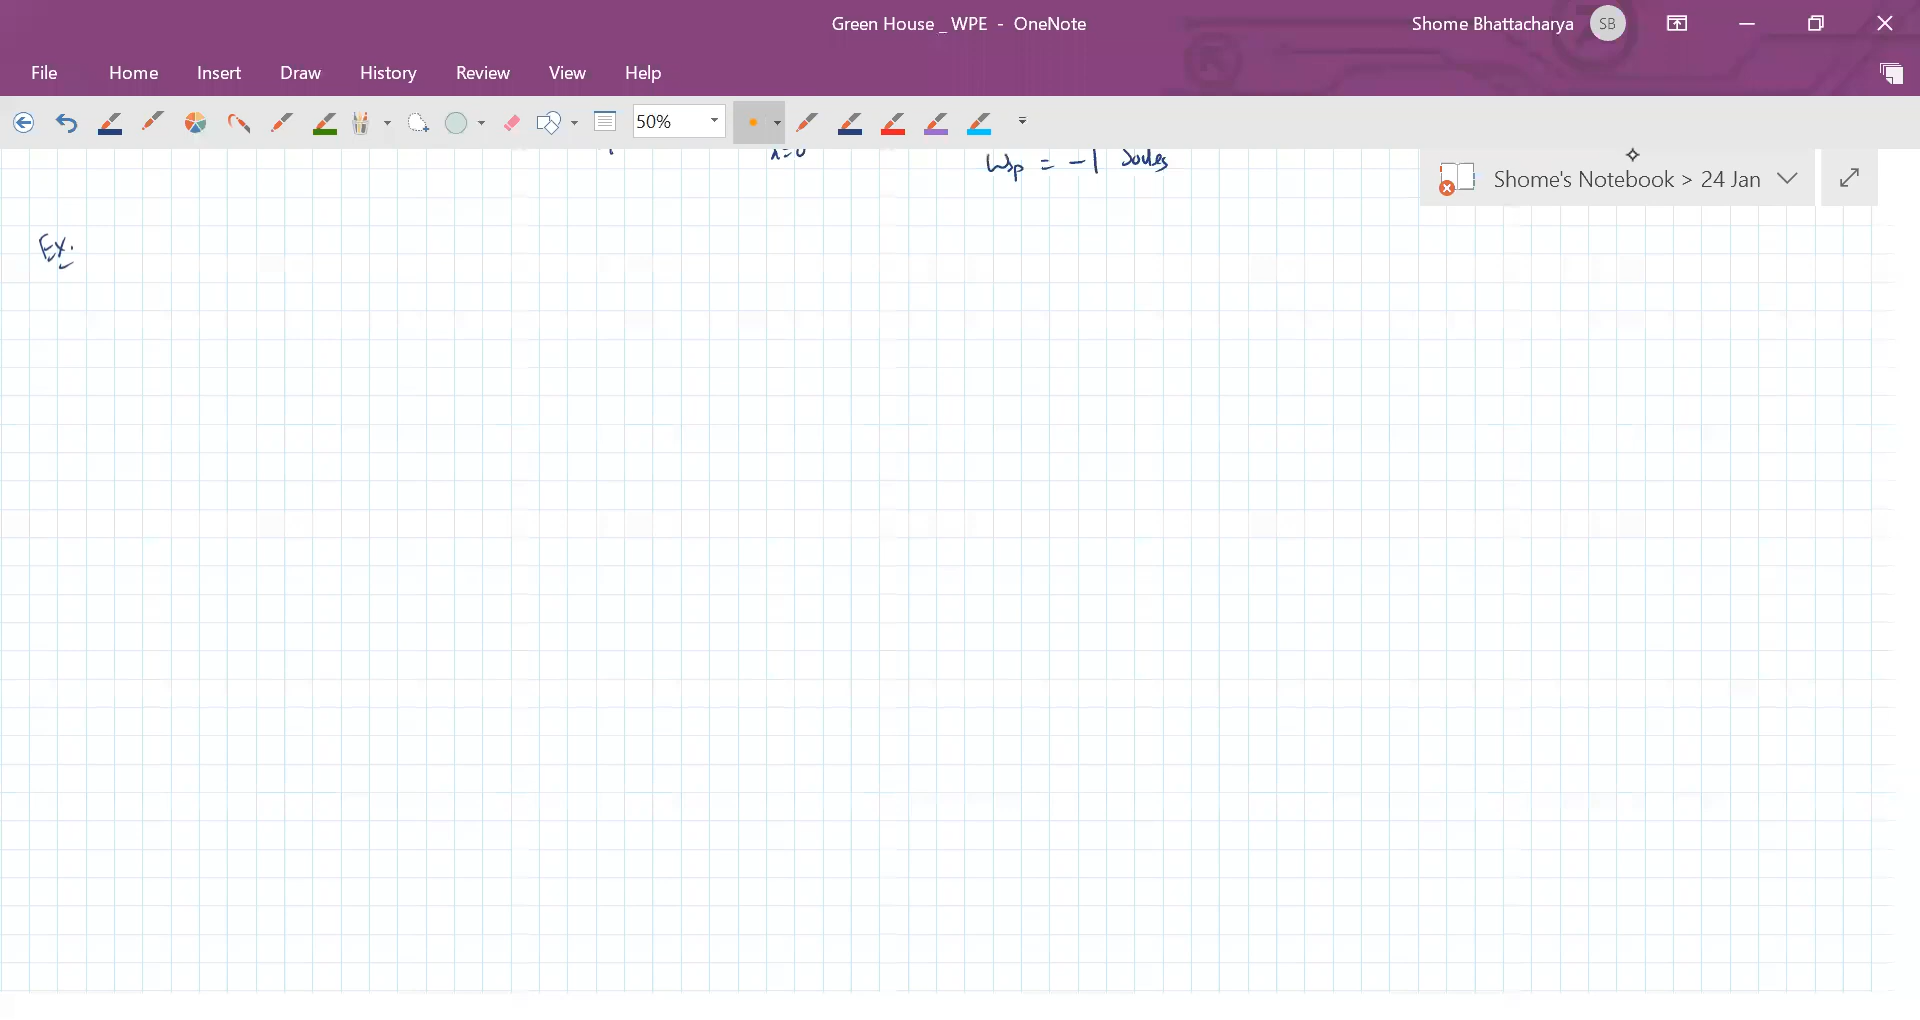 Green House _ WPE - OneNote
Shome Bhattacharya SB
File Home Insert Draw History Review View Help
50%
Wsp = -1 Joules
Shome's Notebook > 24 Jan
Ex.